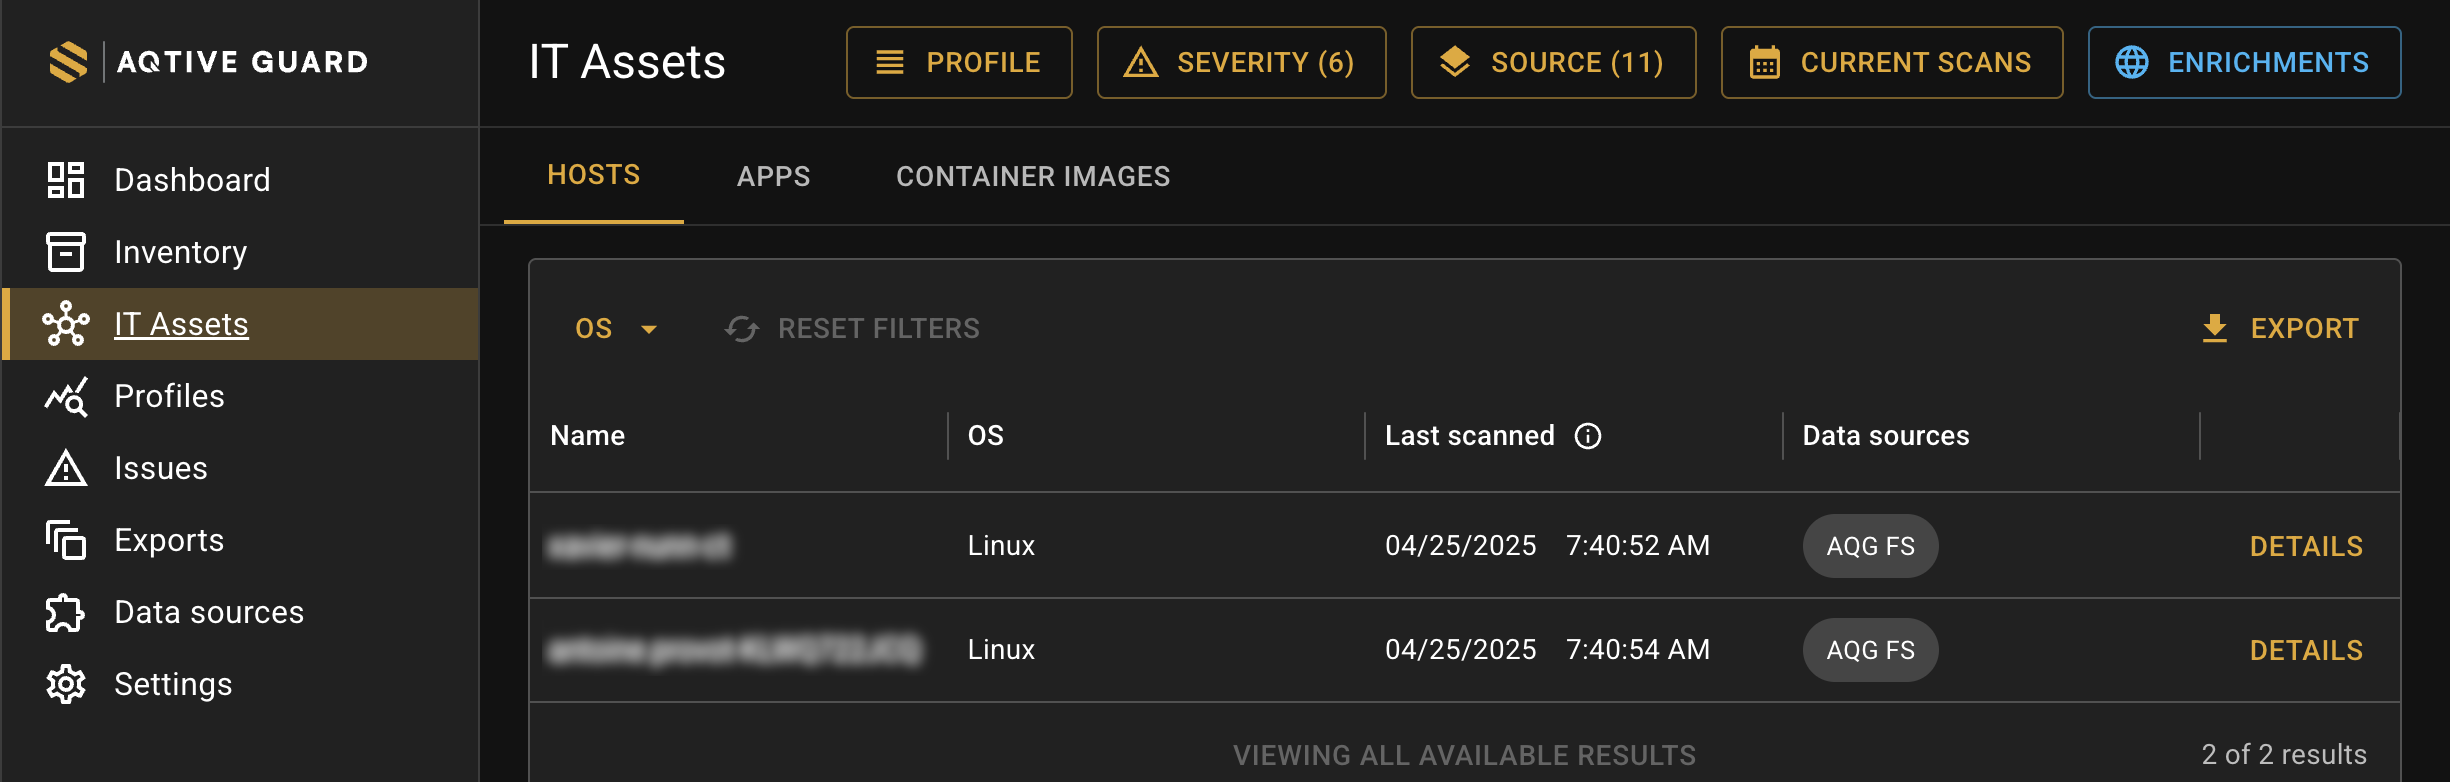 AQTIVE GUARD
Dashboard
Inventory
IT Assets
Profiles
Issues
Exports
Data sources
Settings
IT Assets
PROFILE
SEVERITY (6)
SOURCE (11)
CURRENT SCANS
ENRICHMENTS
HOSTS APPS CONTAINER IMAGES
OS RESET FILTERS EXPORT
Name OS Last scanned Data sources
Linux 04/25/2025 7:40:52 AM AQG FS DETAILS
Linux 04/25/2025 7:40:54 AM AQG FS DETAILS
VIEWING ALL AVAILABLE RESULTS 2 of 2 results